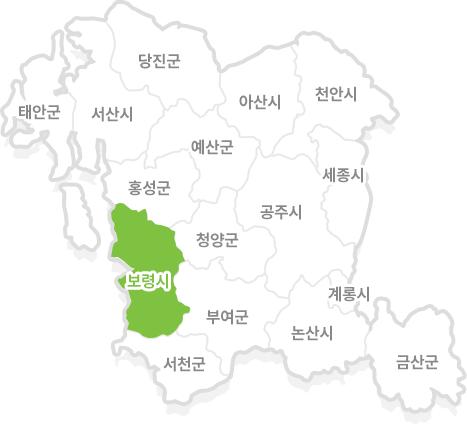 당진군
천안시
아산시
태안군
서산시
예산군
세종시
홍성군
공주시
청양군
보령시
계룡시
부여군
논산시
서천군
금산군